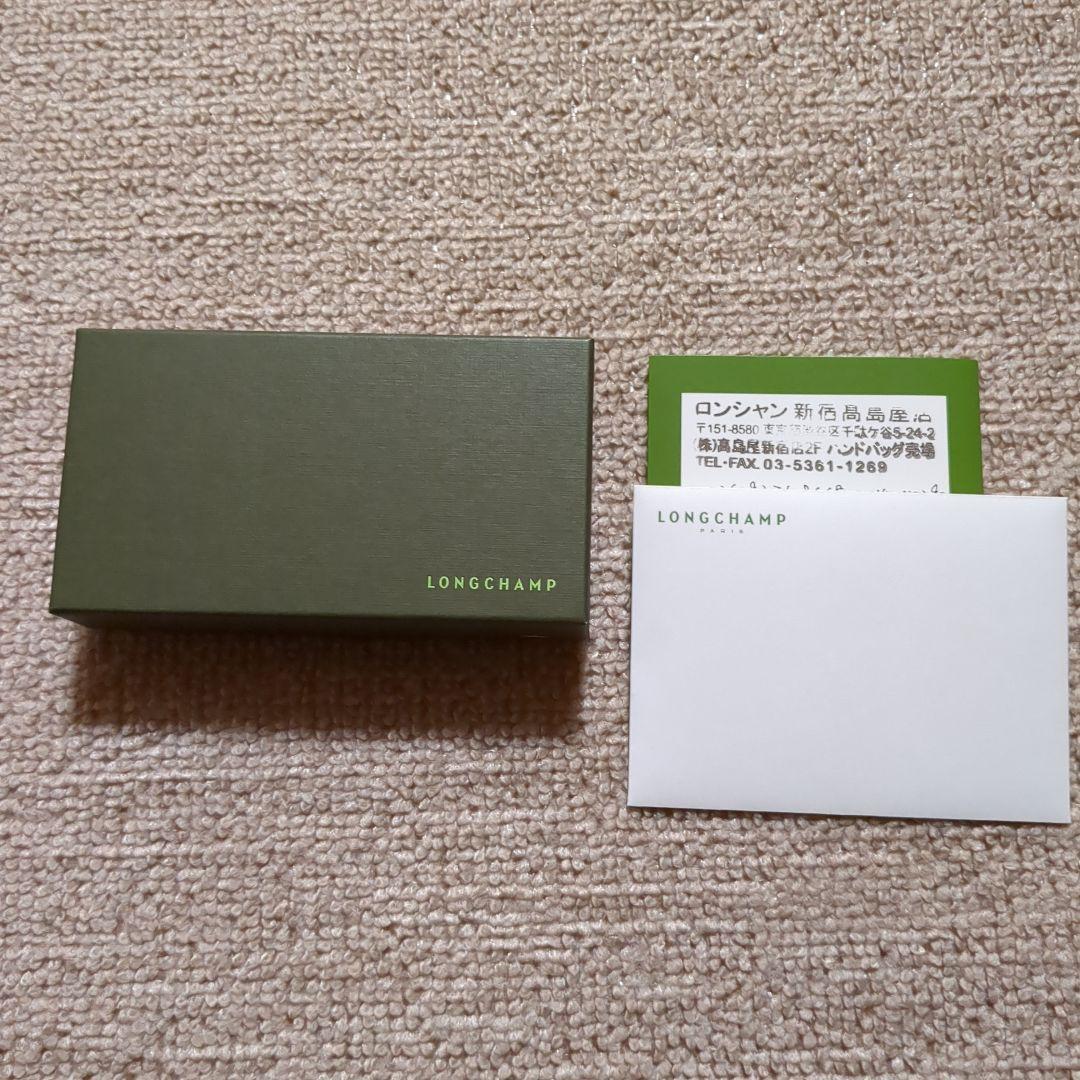 LONGCHAMP
ロンシャン 新宿髙島屋店
〒151-8580 東京都渋谷区千駄ケ谷5-24-2
(株)髙島屋新宿店2F ハンドバッグ売場
TEL・FAX. 03-5361-1269
LONGCHAMP
PARIS